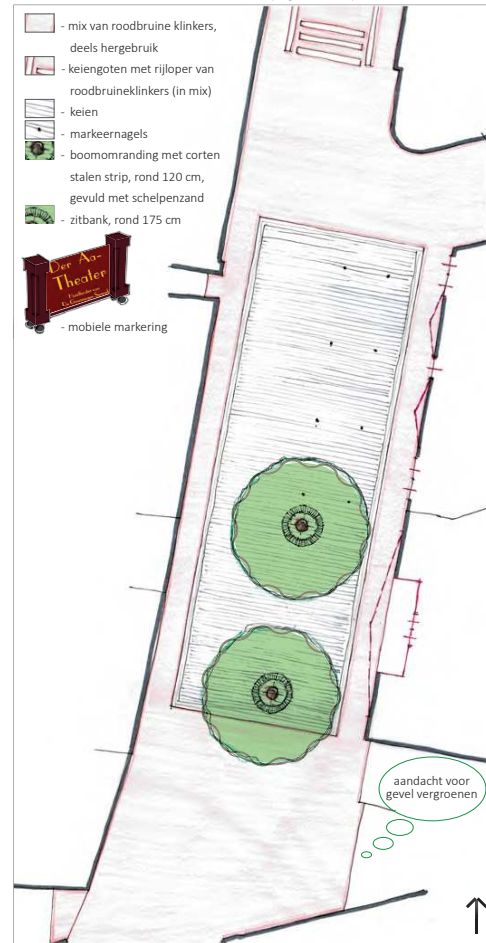 - mix van roodbruine klinkers,
deels hergebruik
- keiengoten met rijloper van
roodbruineklinkers (in mix)
- keien
- markeernagels
- boomomranding met corten
stalen strip, rond 120 cm,
gevuld met schelpenzand
- zitbank, rond 175 cm
Der Aa-
Theater
- mobiele markering
aandacht voor
gevel vergroenen